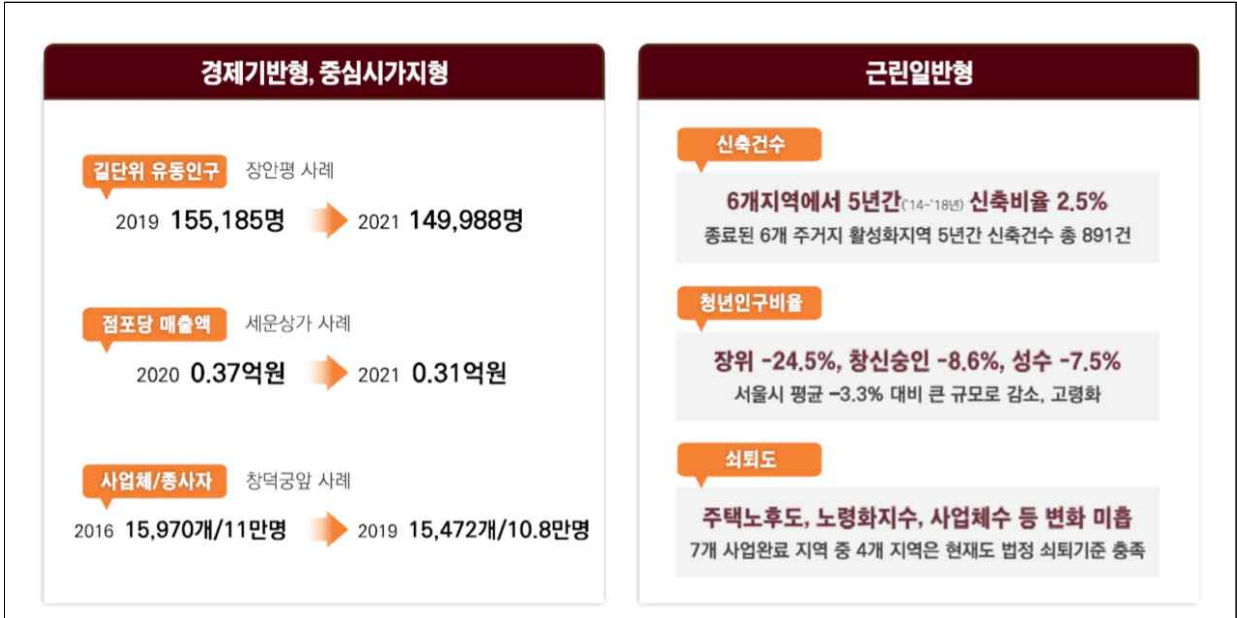 경제기반형, 중심시가지형
길단위 유동인구 장안평 사례
2019 155,185명 2021 149,988명
점포당 매출액 세운상가 사례
2020 0.37억원 2021 0.31억원
사업체/종사자 창덕궁앞 사례
2016 15,970개/11만명 2019 15,472개/10.8만명
근린일반형
신축건수
6개지역에서 5년간('14~'18년) 신축비율 2.5%
종료된 6개 주거지 활성화지역 5년간 신축건수 총 891건
청년인구비율
장위 -24.5%, 창신숭인 -8.6%, 성수 -7.5%
서울시 평균 -3.3% 대비 큰 규모로 감소, 고령화
쇠퇴도
주택노후도, 노령화지수, 사업체수 등 변화 미흡
7개 사업완료 지역 중 4개 지역은 현재도 법정 쇠퇴기준 충족